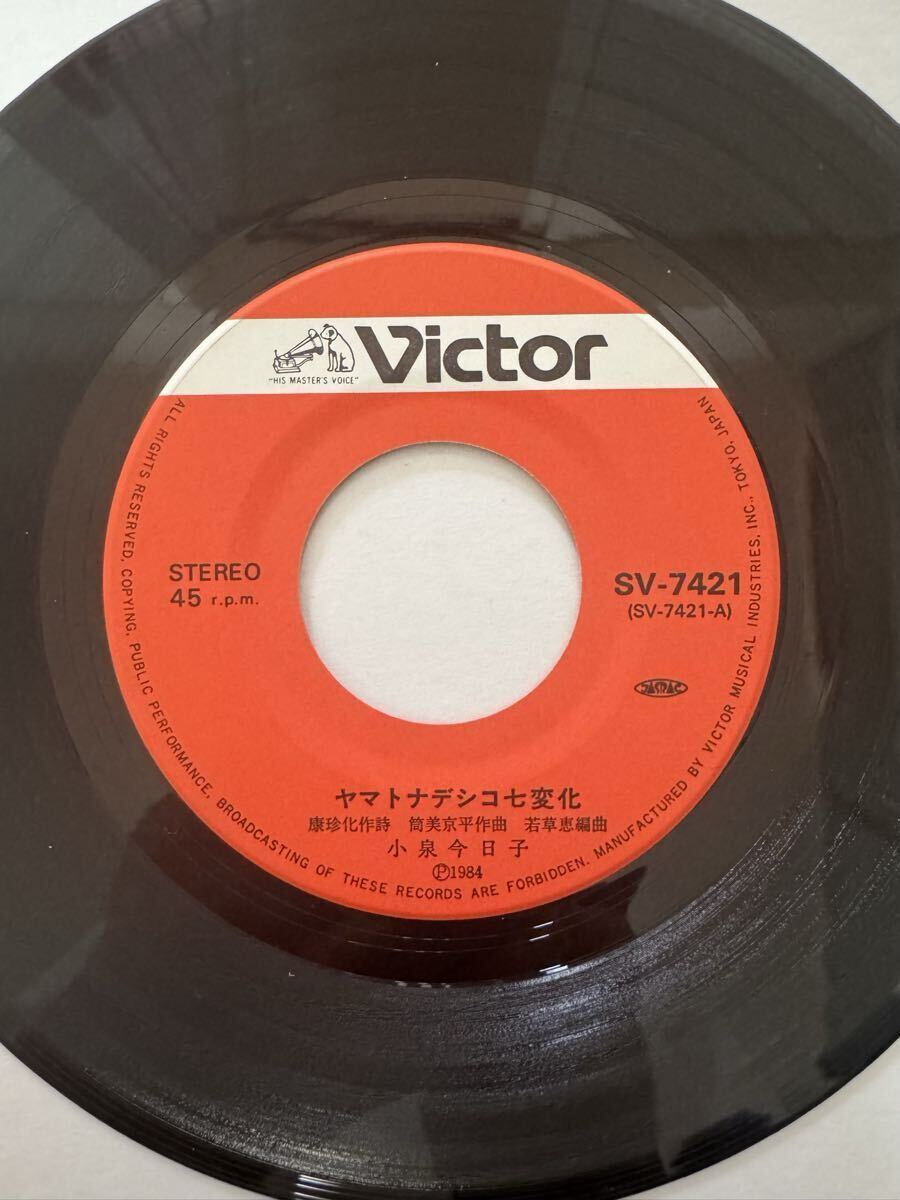 Victor
"HIS MASTER'S VOICE"
STEREO
45 r.p.m.
SV-7421
(SV-7421-A)
JASRAC
ヤマトナデシコ七変化
康珍化作詩 筒美京平作曲 若草恵編曲
小泉今日子
Ⓟ1984
ALL RIGHTS RESERVED. COPYING. PUBLIC PERFORMANCE, BROADCASTING OF THESE RECORDS ARE FORBIDDEN. MANUFACTURED BY VICTOR MUSICAL INDUSTRIES, INC., TOKYO, JAPAN